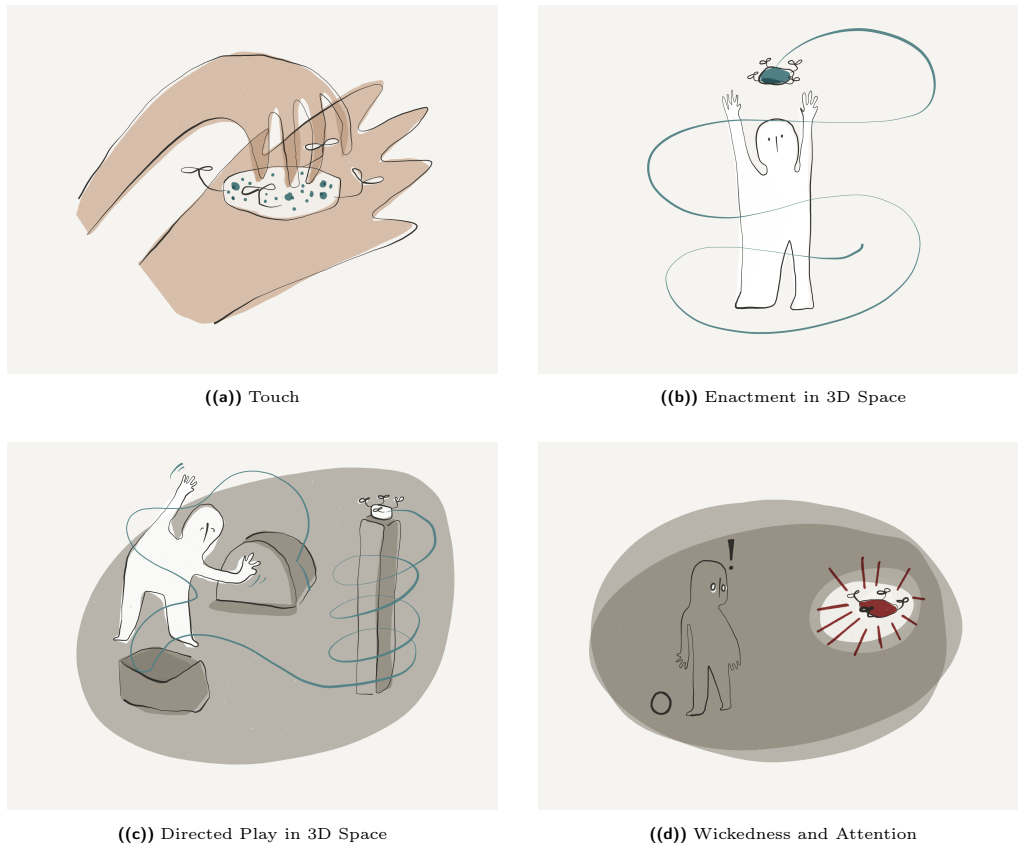 ((a)) Touch
((b)) Enactment in 3D Space
!
((c)) Directed Play in 3D Space
((d)) Wickedness and Attention